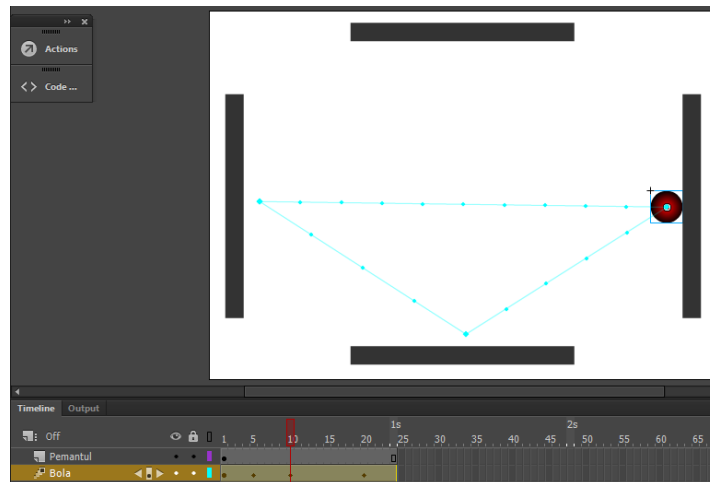 Actions
Code ...
Timeline Output
1s 2s
Off 1 5 10 15 20 25 30 35 40 45 50 55 60 65
Pemantul
Bola